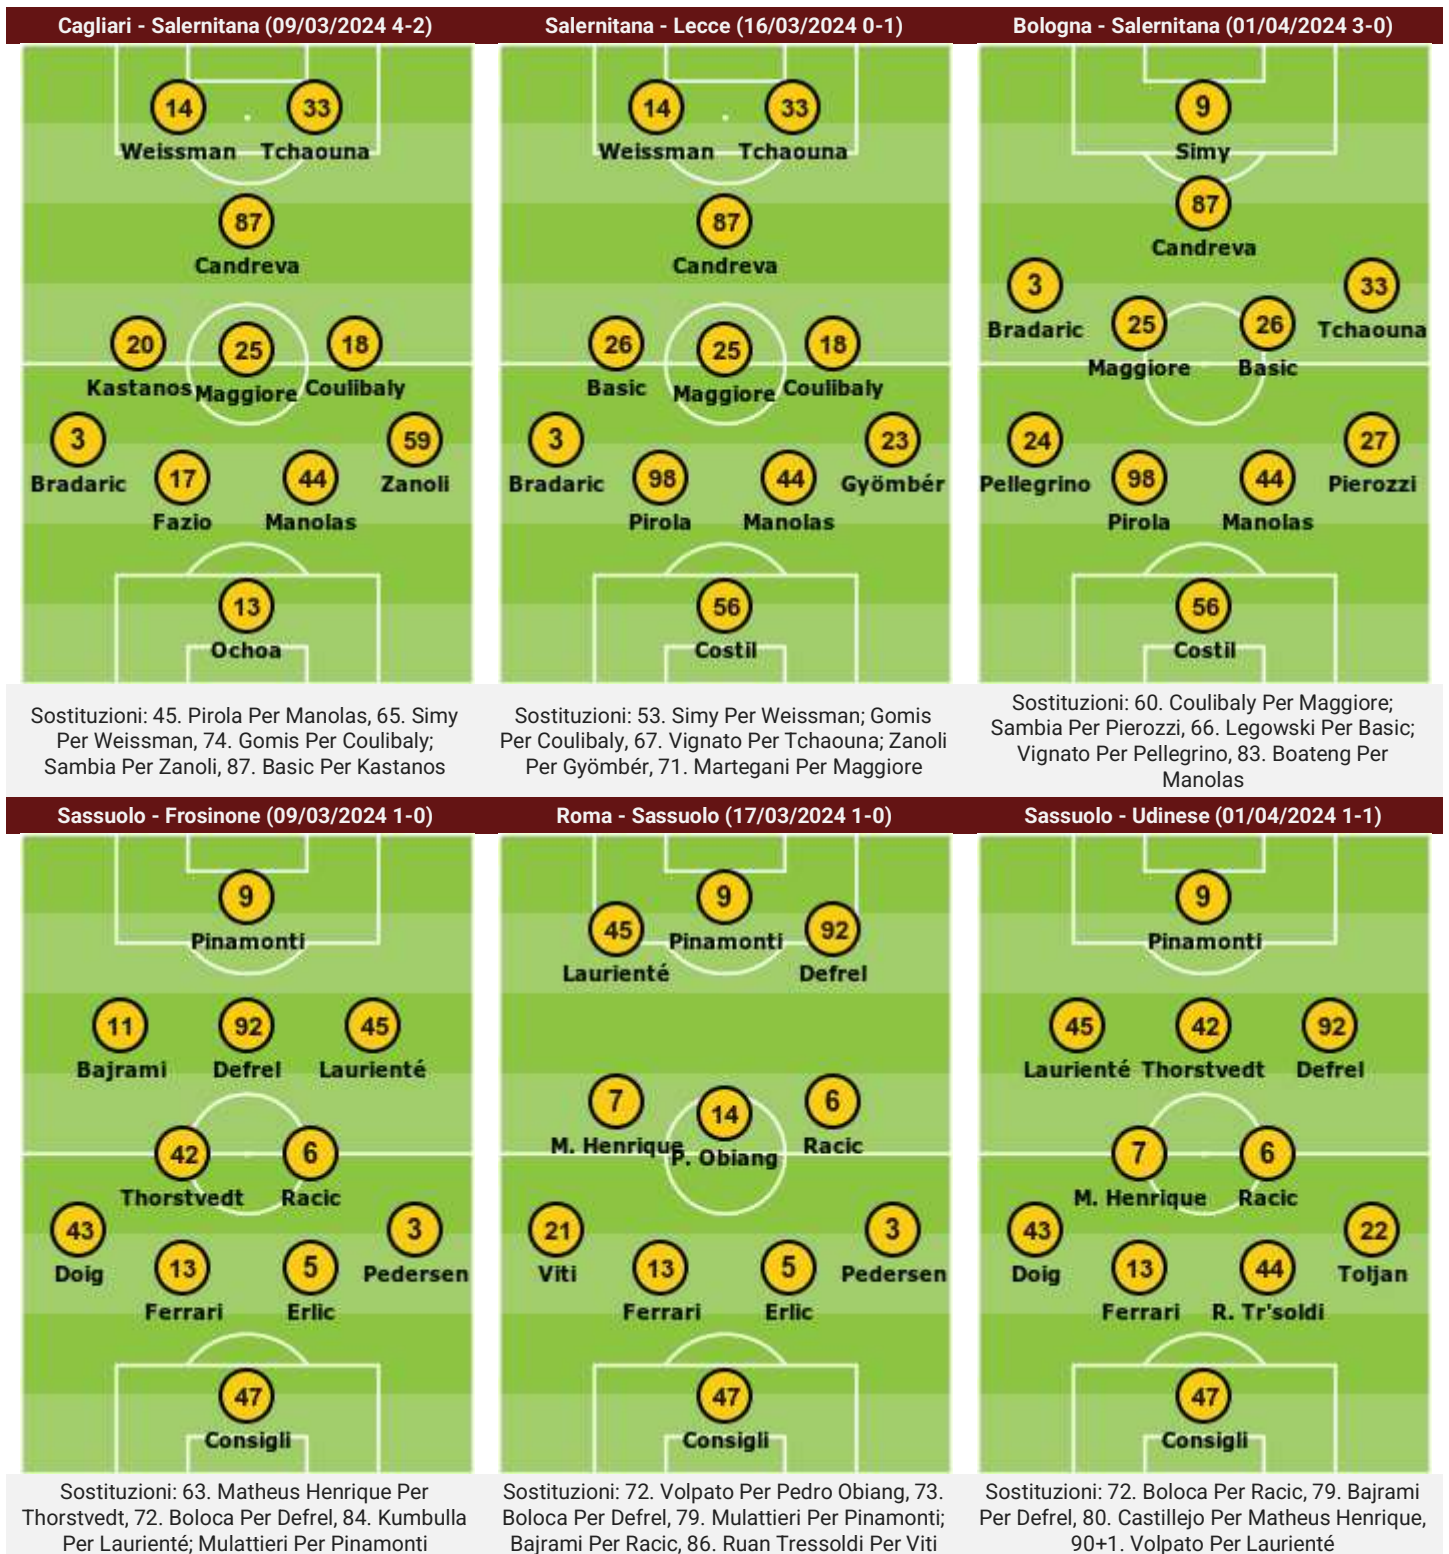 Cagliari - Salernitana (09/03/2024 4-2)
14 33
Weissman Tchaouna
87
Candreva
20 25 18
Kastanos Maggiore Coulibaly
3 59
Bradaric Zanoli
17 44
Fazio Manolas
13
Ochoa
Sostituzioni: 45. Pirola Per Manolas, 65. Simy
Per Weissman, 74. Gomis Per Coulibaly;
Sambia Per Zanoli, 87. Basic Per Kastanos
Salernitana - Lecce (16/03/2024 0-1)
14 33
Weissman Tchaouna
87
Candreva
26 25 18
Basic Maggiore Coulibaly
3 23
Bradaric Gyömbér
98 44
Pirola Manolas
56
Costil
Sostituzioni: 53. Simy Per Weissman; Gomis
Per Coulibaly, 67. Vignato Per Tchaouna; Zanoli
Per Gyömbér, 71. Martegani Per Maggiore
Bologna - Salernitana (01/04/2024 3-0)
9
Simy
87
Candreva
3 33
Bradaric Tchaouna
25 26
Maggiore Basic
24 27
Pellegrino Pierozzi
98 44
Pirola Manolas
56
Costil
Sostituzioni: 60. Coulibaly Per Maggiore;
Sambia Per Pierozzi, 66. Legowski Per Basic;
Vignato Per Pellegrino, 83. Boateng Per
Manolas
Sassuolo - Frosinone (09/03/2024 1-0)
9
Pinamonti
11 92 45
Bajrami Defrel Laurienté
42 6
Thorstvedt Racic
43 3
Doig Pedersen
13 5
Ferrari Erlic
47
Consigli
Sostituzioni: 63. Matheus Henrique Per
Thorstvedt, 72. Boloca Per Defrel, 84. Kumbulla
Per Laurienté; Mulattieri Per Pinamonti
Roma - Sassuolo (17/03/2024 1-0)
45 9 92
Laurienté Pinamonti Defrel
7 14 6
M. Henrique P. Obiang Racic
21 3
Viti Pedersen
13 5
Ferrari Erlic
47
Consigli
Sostituzioni: 72. Volpato Per Pedro Obiang, 73.
Boloca Per Defrel, 79. Mulattieri Per Pinamonti;
Bajrami Per Racic, 86. Ruan Tressoldi Per Viti
Sassuolo - Udinese (01/04/2024 1-1)
9
Pinamonti
45 42 92
Laurienté Thorstvedt Defrel
7 6
M. Henrique Racic
43 22
Doig Toljan
13 44
Ferrari R. Tr'soldi
47
Consigli
Sostituzioni: 72. Boloca Per Racic, 79. Bajrami
Per Defrel, 80. Castillejo Per Matheus Henrique,
90+1. Volpato Per Laurienté